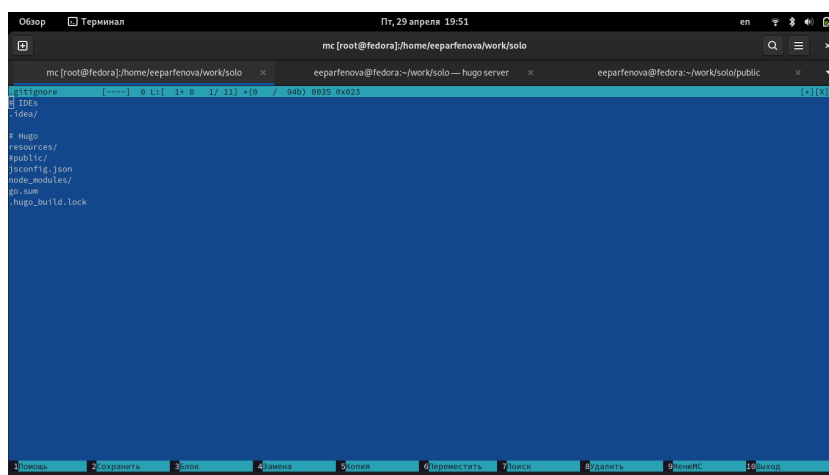 Обзор Терминал Пт, 29 апреля 19:51 en
mc [root@fedora]:/home/eeparfenova/work/solo
mc [root@fedora]:/home/eeparfenova/work/solo × eeparfenova@fedora:~/work/solo — hugo server × eeparfenova@fedora:~/work/solo/public ×
.gitignore [----] 0 L:[ 1+ 0 1/ 11] *(0 / 94b) 0035 0x023 [*][X]
# IDEs
.idea/
# Hugo
resources/
#public/
jsconfig.json
node_modules/
go.sum
.hugo_build.lock
1Помощь 2Сохранить 3Блок 4Замена 5Копия 6Переместить 7Поиск 8Удалить 9МенюMC 10Выход